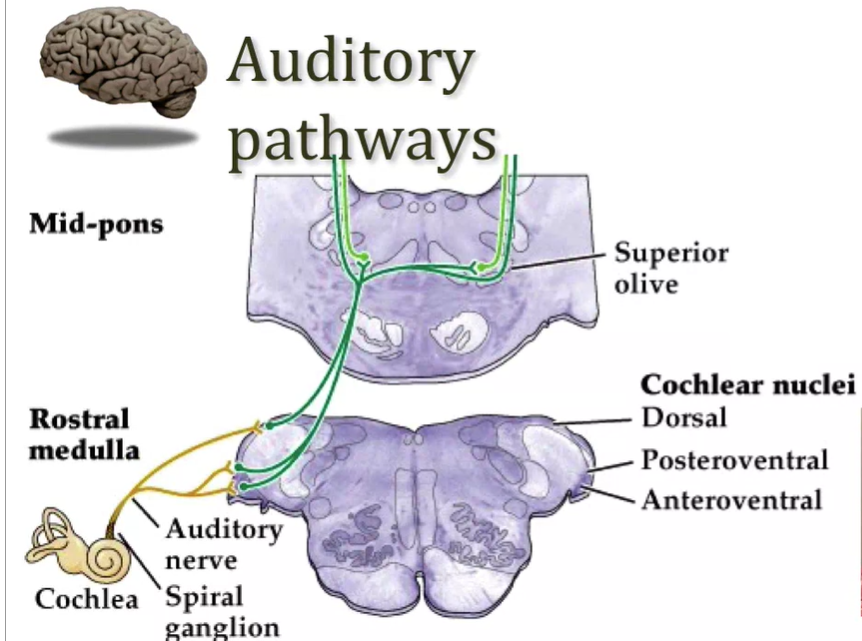 Auditory
pathways
Mid-pons
Superior
olive
Cochlear nuclei
Dorsal
Rostral
medulla
Posteroventral
Anteroventral
Auditory
nerve
Cochlea
Spiral
ganglion